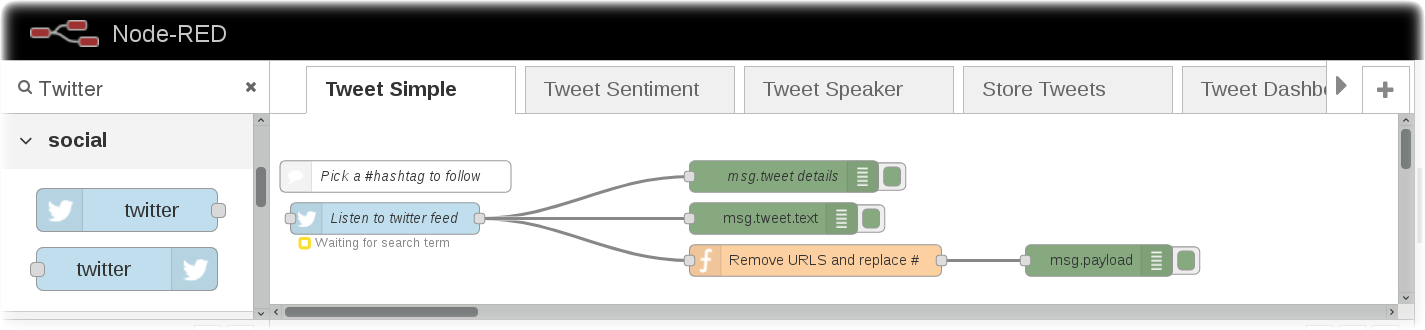 Node-RED
Twitter
Tweet Simple
Tweet Sentiment
Tweet Speaker
Store Tweets
Tweet Dashbo
social
twitter
twitter
Pick a #hashtag to follow
Listen to twitter feed
Waiting for search term
msg.tweet details
msg.tweet.text
Remove URLS and replace #
msg.payload